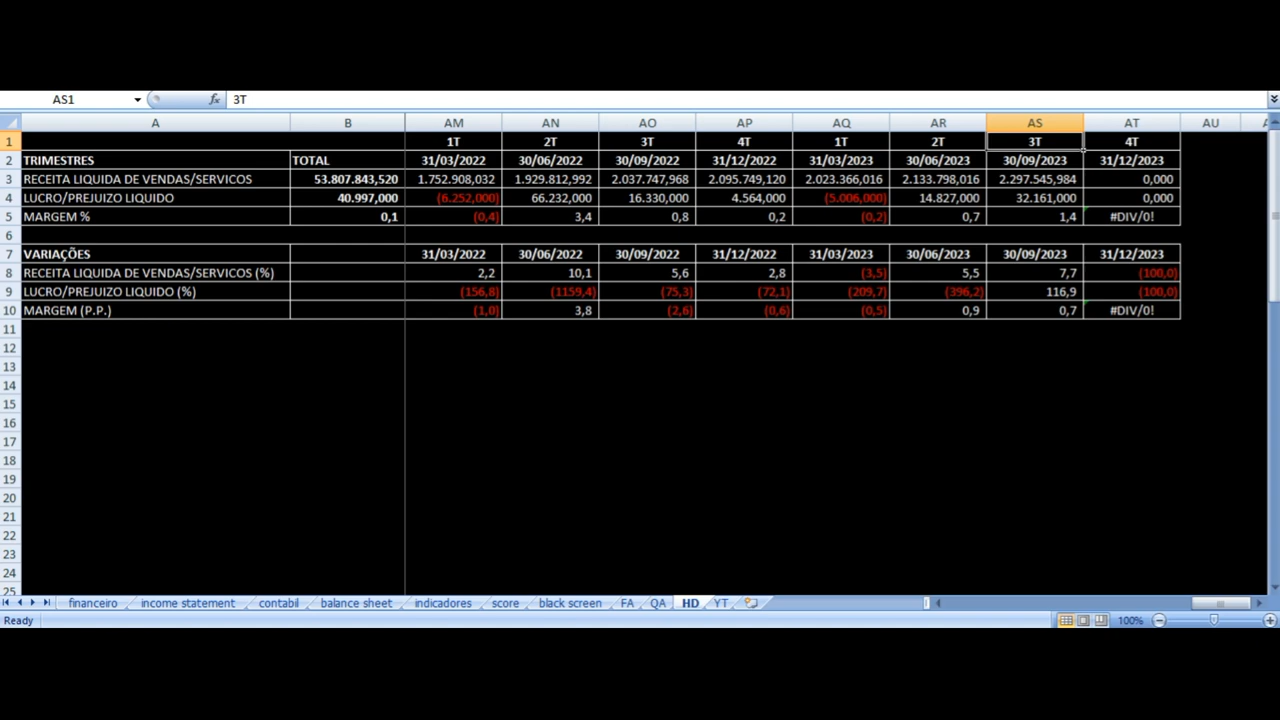 AS1 fx 3T
A B AM AN AO AP AQ AR AS AT AU
1 1T 2T 3T 4T 1T 2T 3T 4T
2 TRIMESTRES TOTAL 31/03/2022 30/06/2022 30/09/2022 31/12/2022 31/03/2023 30/06/2023 30/09/2023 31/12/2023
3 RECEITA LIQUIDA DE VENDAS/SERVICOS 53.807.843,520 1.752.908,032 1.929.812,992 2.037.747,968 2.095.749,120 2.023.366,016 2.133.798,016 2.297.545,984 0,000
4 LUCRO/PREJUIZO LIQUIDO 40.997,000 (6.252,000) 66.232,000 16.330,000 4.564,000 (5.006,000) 14.827,000 32.161,000 0,000
5 MARGEM % 0,1 (0,4) 3,4 0,8 0,2 (0,2) 0,7 1,4 #DIV/0!
6
7 VARIAÇÕES 31/03/2022 30/06/2022 30/09/2022 31/12/2022 31/03/2023 30/06/2023 30/09/2023 31/12/2023
8 RECEITA LIQUIDA DE VENDAS/SERVICOS (%) 2,2 10,1 5,6 2,8 (3,5) 5,5 7,7 (100,0)
9 LUCRO/PREJUIZO LIQUIDO (%) (156,8) (1159,4) (75,3) (72,1) (209,7) (396,2) 116,9 (100,0)
10 MARGEM (P.P.) (1,0) 3,8 (2,6) (0,6) (0,5) 0,9 0,7 #DIV/0!
11
12
13
14
15
16
17
18
19
20
21
22
23
24
25
financeiro income statement contabil balance sheet indicadores score black screen FA QA HD YT
Ready 100%